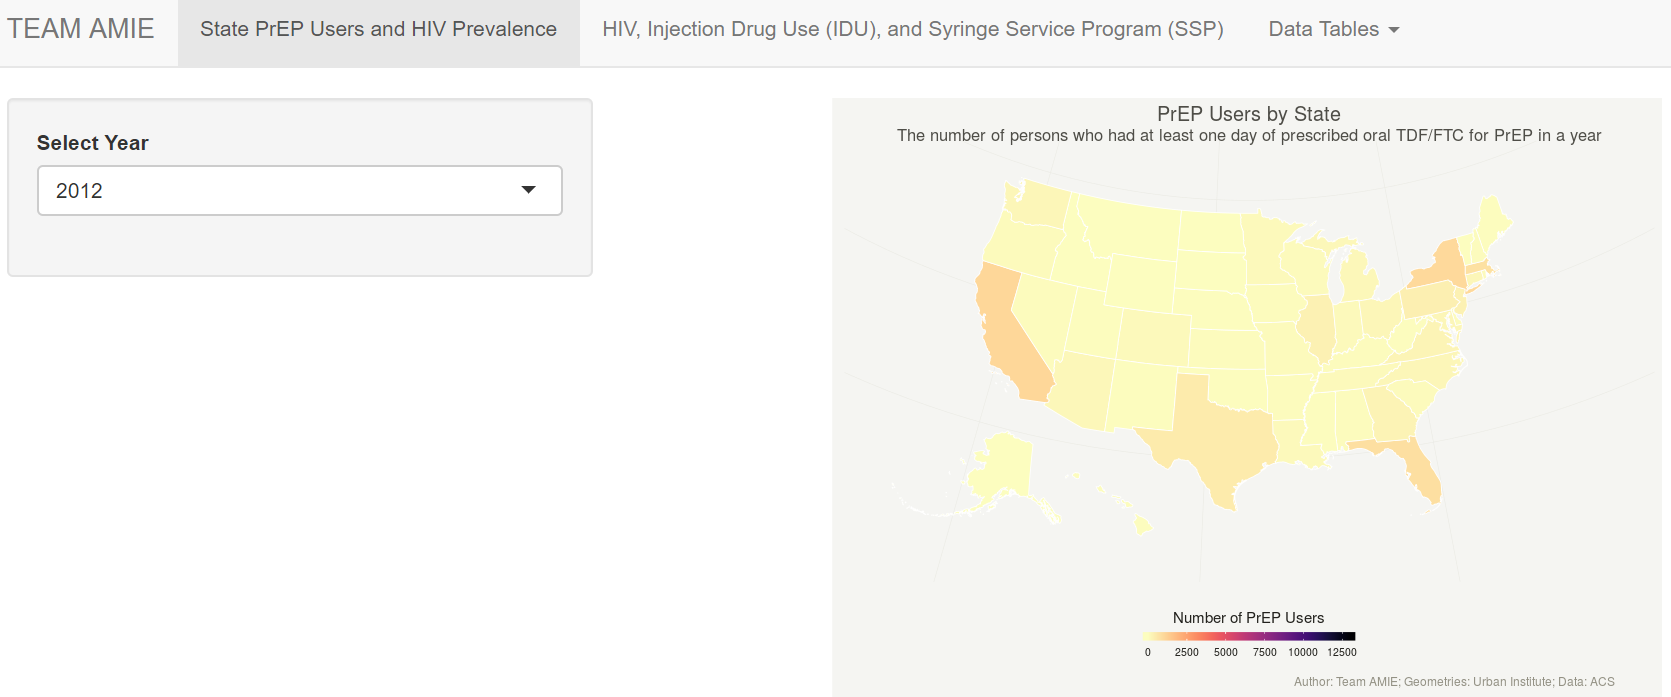 TEAM AMIE
State PrEP Users and HIV Prevalence
HIV, Injection Drug Use (IDU), and Syringe Service Program (SSP)
Data Tables
Select Year
2012
PrEP Users by State
The number of persons who had at least one day of prescribed oral TDF/FTC for PrEP in a year
Number of PrEP Users
0 2500 5000 7500 10000 12500
Author: Team AMIE; Geometries: Urban Institute; Data: ACS